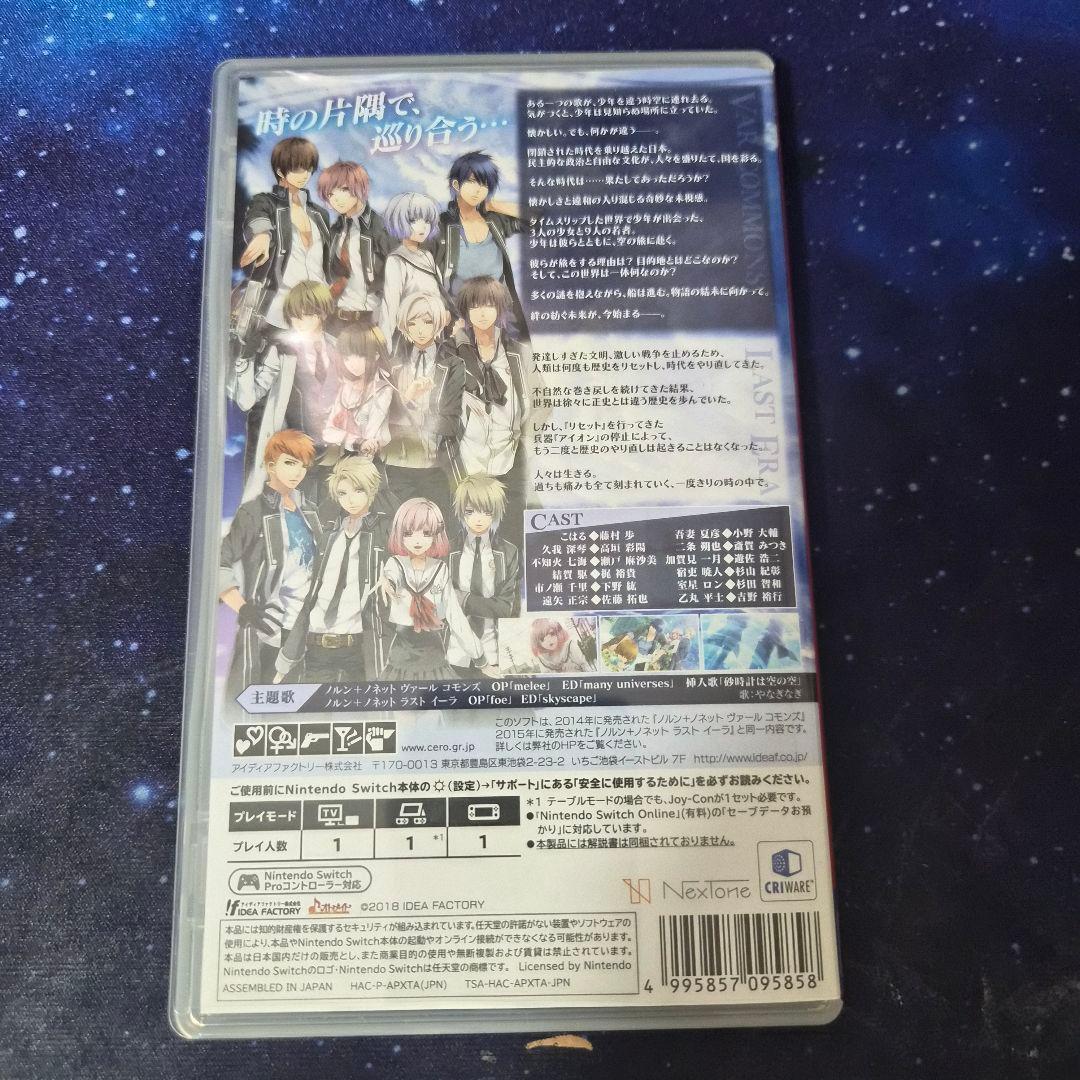 時の片隅で、
巡り合う…
VAR COMMONS
ある一つの歌が、少年を違う時空に連れ去る。
気がつくと、少年は見知らぬ場所に立っていた。
懐かしい。でも、何かが違う――。
閉鎖された時代を乗り越えた日本。
民主的な政治と自由な文化が、人々を盛りたて、国を彩る。
そんな時代は……果たしてあっただろうか？
懐かしさと違和の入り混じる奇妙な未視感。
タイムスリップした世界で少年が出会った、
3人の少女と9人の若者。
少年は彼らとともに、空の旅に赴く。
彼らが旅をする理由は？ 目的地とはどこなのか？
そして、この世界は一体何なのか？
多くの謎を抱えながら、船は進む。物語の結末に向かって。
絆の紡ぐ未来が、今始まる――。
LAST ERA
発達しすぎた文明、激しい戦争を止めるため、
人類は何度も歴史をリセットし、時代をやり直してきた。
不自然な巻き戻しを続けてきた結果、
世界は徐々に正史とは違う歴史を歩んでいた。
しかし、『リセット』を行ってきた
兵器『アイオン』の停止によって、
もう二度と歴史のやり直しは起きることはなくなった。
人々は生きる。
過ちも痛みも全て刻まれていく、一度きりの時の中で。
CAST
こはる◆藤村 歩 吾妻 夏彦◆小野 大輔
久我 深琴◆高垣 彩陽 二条 朔也◆斎賀 みつき
不知火 七海◆瀬戸 麻沙美 加賀見 一月◆遊佐 浩二
結賀 駆◆梶 裕貴 宿吏 暁人◆杉山 紀彰
市ノ瀬 千里◆下野 紘 室星 ロン◆杉田 智和
遠矢 正宗◆佐藤 拓也 乙丸 平士◆吉野 裕行
主題歌
ノルン＋ノネット ヴァール コモンズ OP「melee」 ED「many universes」 挿入歌「砂時計は空の空」
ノルン＋ノネット ラスト イーラ OP「foe」 ED「skyscape」 歌：やなぎなぎ
www.cero.gr.jp
このソフトは、2014年に発売された『ノルン＋ノネット ヴァール コモンズ』
2015年に発売された『ノルン＋ノネット ラスト イーラ』と同一内容です。
詳しくは弊社のHPをご覧ください。
アイディアファクトリー株式会社 〒170-0013 東京都豊島区東池袋2-23-2 いちご池袋イーストビル 7F http://www.ideaf.co.jp/
ご使用前にNintendo Switch本体の（設定）→「サポート」にある「安全に使用するために」を必ずお読みください。
プレイモード TV
プレイ人数 1 1 *1 1
*1 テーブルモードの場合でも、Joy-Conが1セット必要です。
●「Nintendo Switch Online」(有料)の「セーブデータお預
かり」に対応しています。
●本製品には解説書は同梱されておりません。
Nintendo Switch
Proコントローラー対応
アイディアファクトリー株式会社
IDEA FACTORY オトメイト ©2018 IDEA FACTORY
NexTone
CRIWARE™
本品には知的財産権を保護するセキュリティが組み込まれています。任天堂の許諾がない装置やソフトウェアの
使用により、本品やNintendo Switch本体の起動やオンライン接続ができなくなる可能性があります。
本品は日本国内だけの販売とし、また商業目的の使用や無断複製および賃貸は禁止されています。
Nintendo Switchのロゴ・Nintendo Switchは任天堂の商標です。 Licensed by Nintendo
ASSEMBLED IN JAPAN HAC-P-APXTA(JPN) TSA-HAC-APXTA-JPN
4 995857 095858